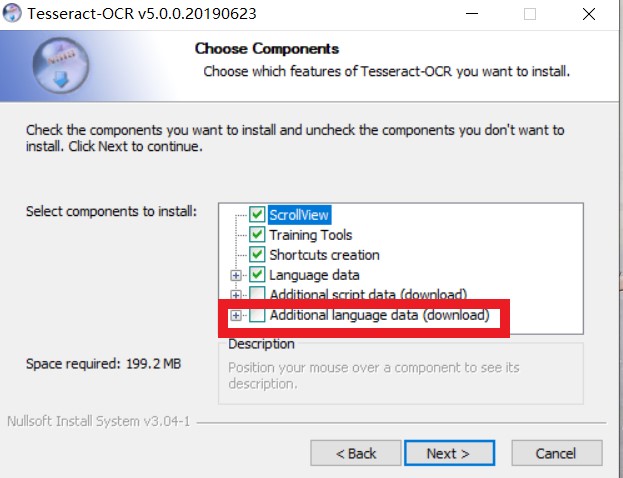 Tesseract-OCR v5.0.0.20190623
Choose Components
Choose which features of Tesseract-OCR you want to install.
Check the components you want to install and uncheck the components you don't want to
install. Click Next to continue.
Select components to install:
ScrollView
Training Tools
Shortcuts creation
Language data
Additional script data (download)
Additional language data (download)
Space required: 199.2 MB
Description
Position your mouse over a component to see its
description.
Nullsoft Install System v3.04-1
< Back
Next >
Cancel